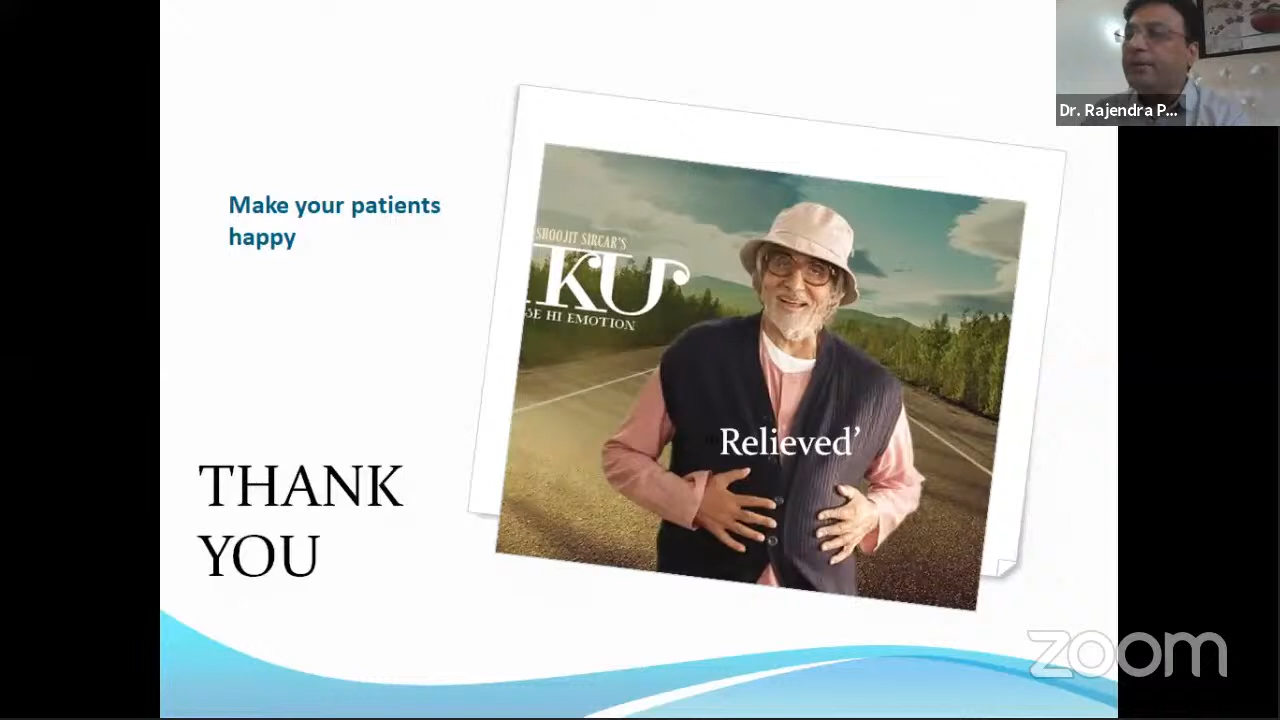 Dr. Rajendra P...
Make your patients
happy
SHOOJIT SIRCAR'S
KU
SE HI EMOTION
Relieved’
THANK
YOU
zoom